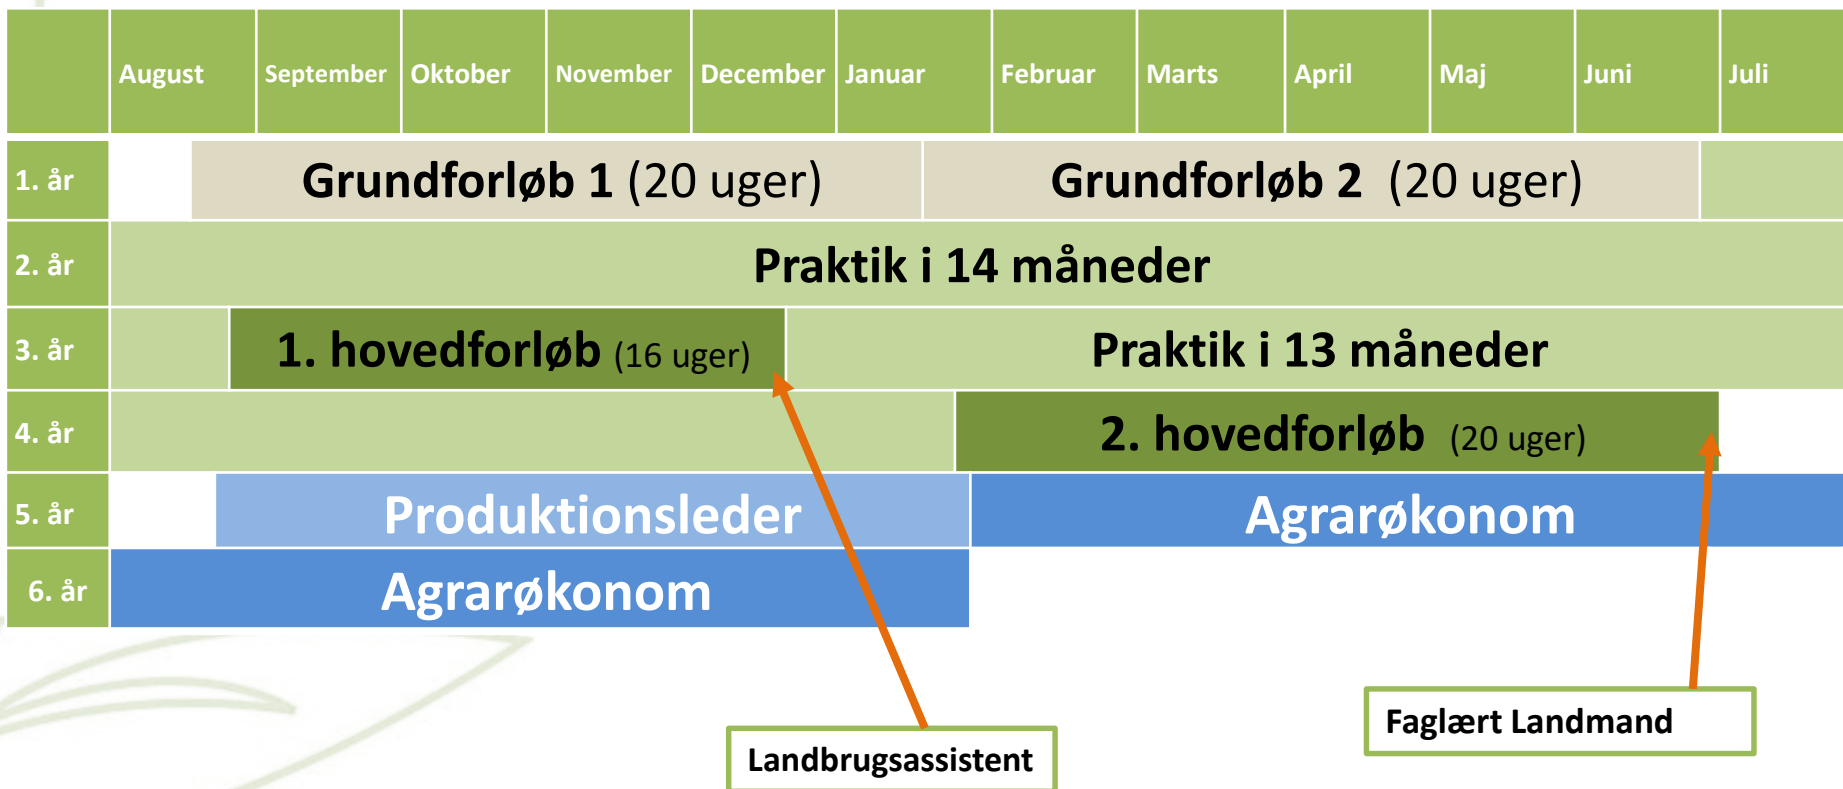 August September Oktober November December Januar Februar Marts April Maj Juni Juli
1. år Grundforløb 1 (20 uger) Grundforløb 2 (20 uger)
2. år Praktik i 14 måneder
3. år 1. hovedforløb (16 uger) Praktik i 13 måneder
4. år 2. hovedforløb (20 uger)
5. år Produktionsleder Agrarøkonom
6. år Agrarøkonom
Faglært Landmand
Landbrugsassistent